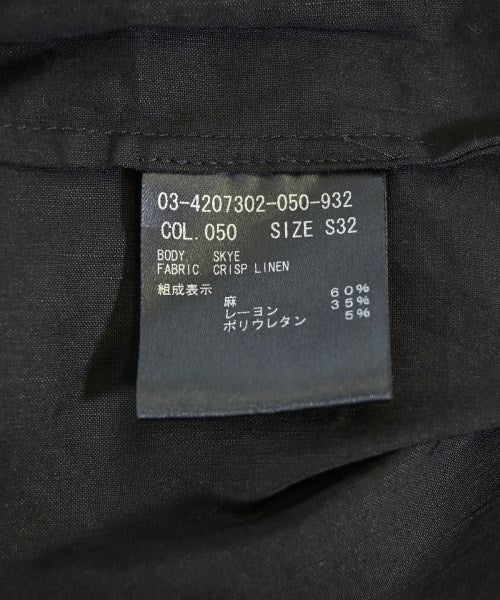 03-4207302-050-932
COL. 050 SIZE S32
BODY. SKYE
FABRIC CRISP LINEN
組成表示
麻 60%
レーヨン 35%
ポリウレタン 5%